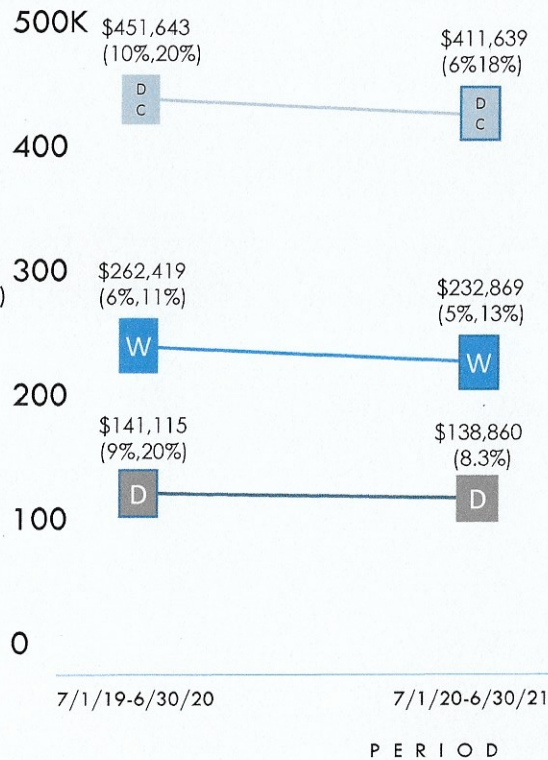 500K
$451,643
(10%,20%)
D
C
$411,639
(6%18%)
D
C
400
300
)
$262,419
(6%,11%)
W
$232,869
(5%,13%)
W
200
$141,115
(9%,20%)
D
$138,860
(8.3%)
D
100
0
7/1/19-6/30/20
7/1/20-6/30/21
PERIOD